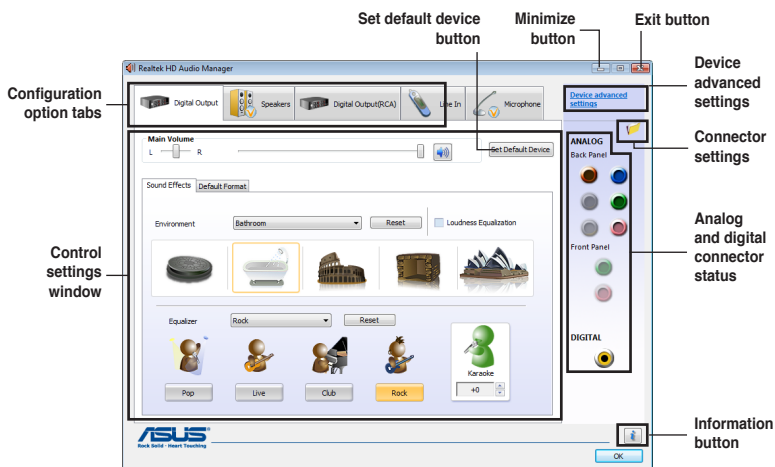 Set default device
button
Minimize
button
Exit button
Realtek HD Audio Manager
Configuration
option tabs
Digital Output
Speakers
Digital Output(RCA)
Line In
Microphone
Device advanced
settings
Device
advanced
settings
Main Volume
L
R
Set Default Device
Connector
settings
ANALOG
Back Panel
Sound Effects
Default Format
Environment
Bathroom
Reset
Loudness Equalization
Control
settings
window
Analog
and digital
connector
status
Front Panel
Equalizer
Rock
Reset
DIGITAL
Karaoke
Pop
Live
Club
Rock
+0
ASUS
Rock Solid · Heart Touching
i
OK
Information
button